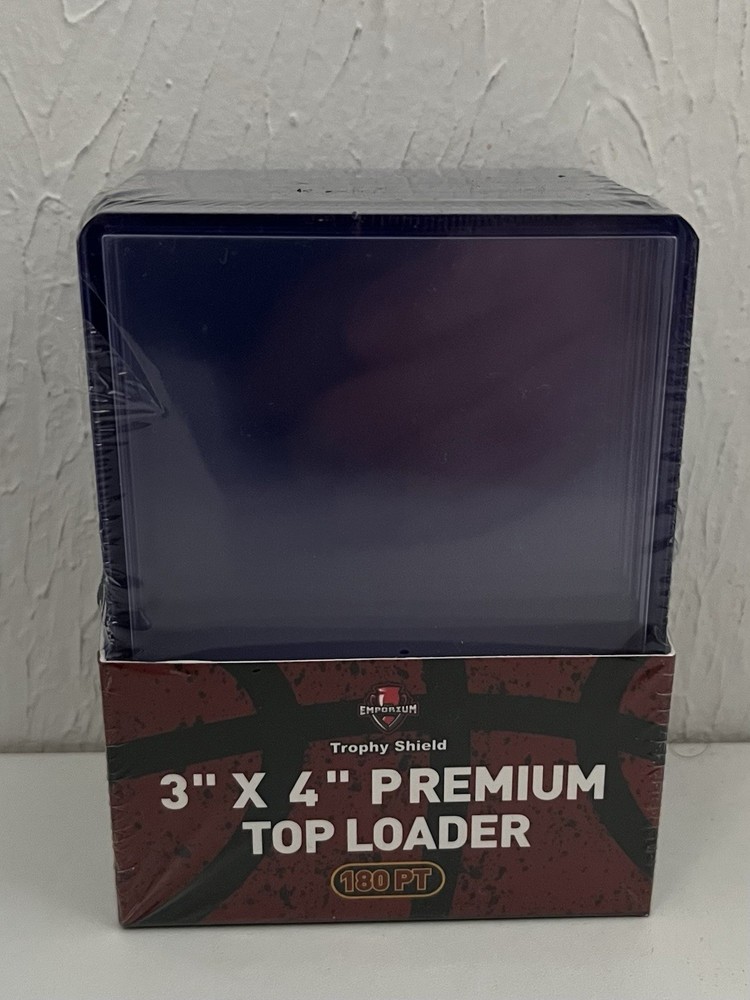 EMPORIUM
Trophy Shield
3" X 4" PREMIUM
TOP LOADER
180 PT